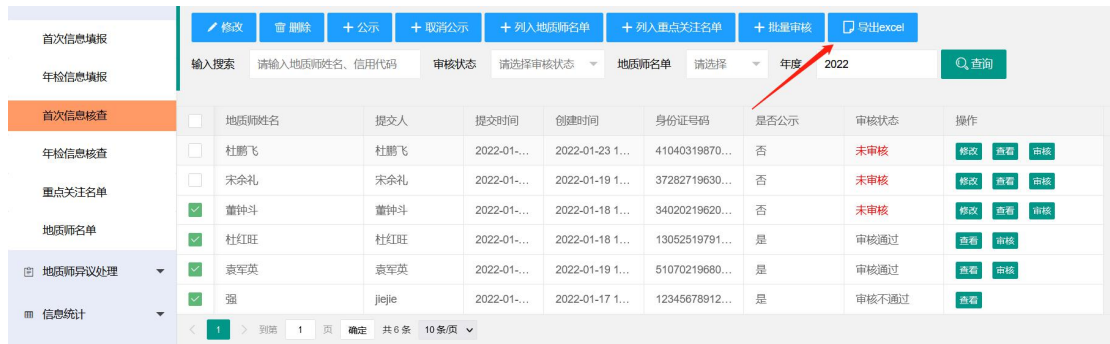 首次信息填报
年检信息填报
首次信息核查
年检信息核查
重点关注名单
地质师名单
地质师异议处理
信息统计
修改 删除 + 公示 + 取消公示 + 列入地质师名单 + 列入重点关注名单 + 批量审核 导出excel
输入搜索 请输入地质师姓名、信用代码 审核状态 请选择审核状态 地质师名单 请选择 年度 2022 查询
地质师姓名 提交人 提交时间 创建时间 身份证号码 是否公示 审核状态 操作
杜鹏飞 杜鹏飞 2022-01-... 2022-01-23 1... 41040319870... 否 未审核 修改 查看 审核
宋余礼 宋余礼 2022-01-... 2022-01-19 1... 37282719630... 否 未审核 修改 查看 审核
董钟斗 董钟斗 2022-01-... 2022-01-18 1... 34020219620... 否 未审核 修改 查看 审核
杜红旺 杜红旺 2022-01-... 2022-01-18 1... 13052519791... 是 审核通过 查看 审核
袁军英 袁军英 2022-01-... 2022-01-19 1... 51070219680... 是 审核通过 查看 审核
强 jiejie 2022-01-... 2022-01-17 1... 12345678912... 是 审核不通过 查看
< 1 > 到第 1 页 确定 共 6 条 10 条/页